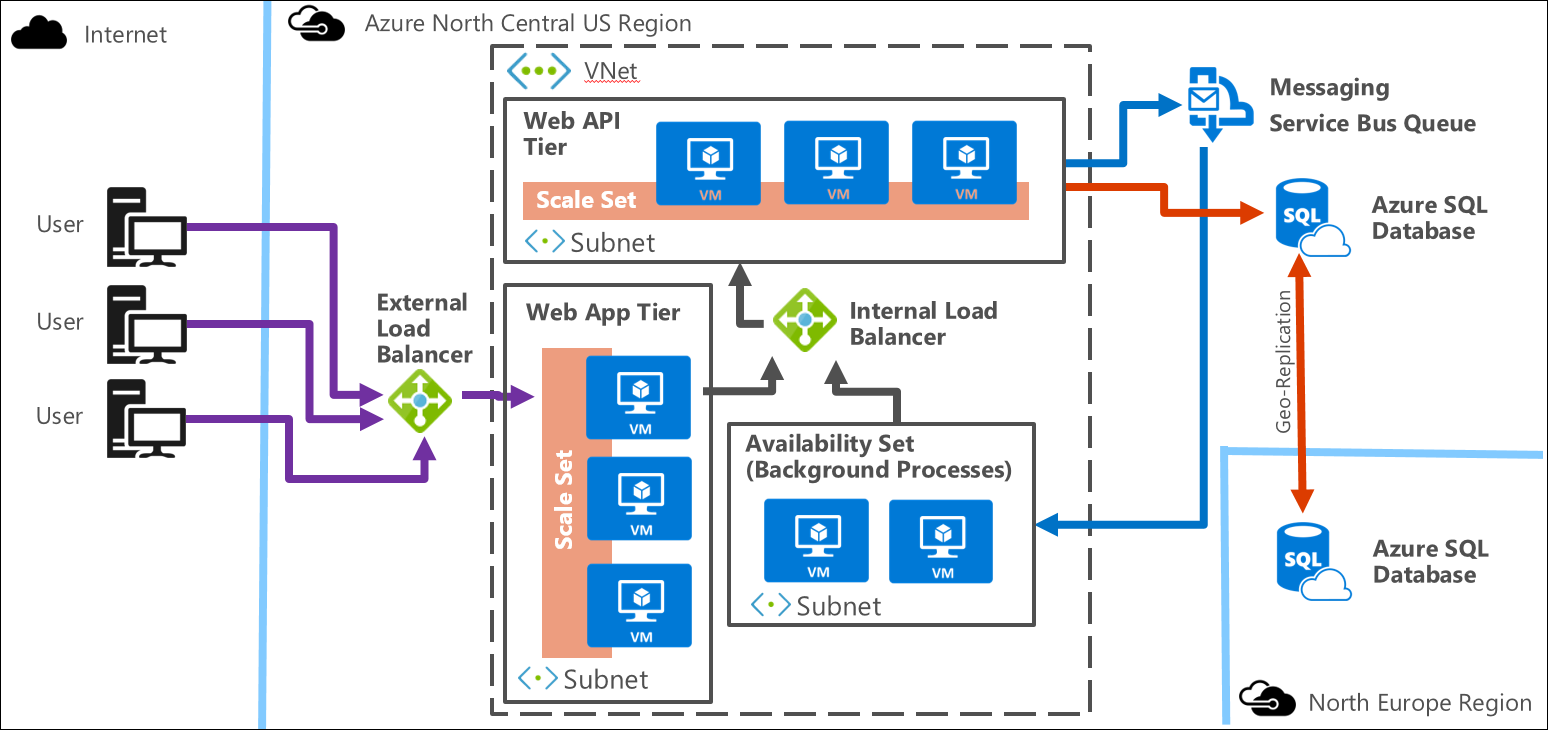 Internet
Azure North Central US Region
VNet
Web API
Tier
VM
VM
VM
Scale Set
Subnet
Messaging
Service Bus Queue
SQL
Azure SQL
Database
User
User
User
External
Load
Balancer
Web App Tier
Scale Set
VM
VM
VM
Subnet
Internal Load
Balancer
Availability Set
(Background Processes)
VM
VM
Subnet
Geo-Replication
SQL
Azure SQL
Database
North Europe Region